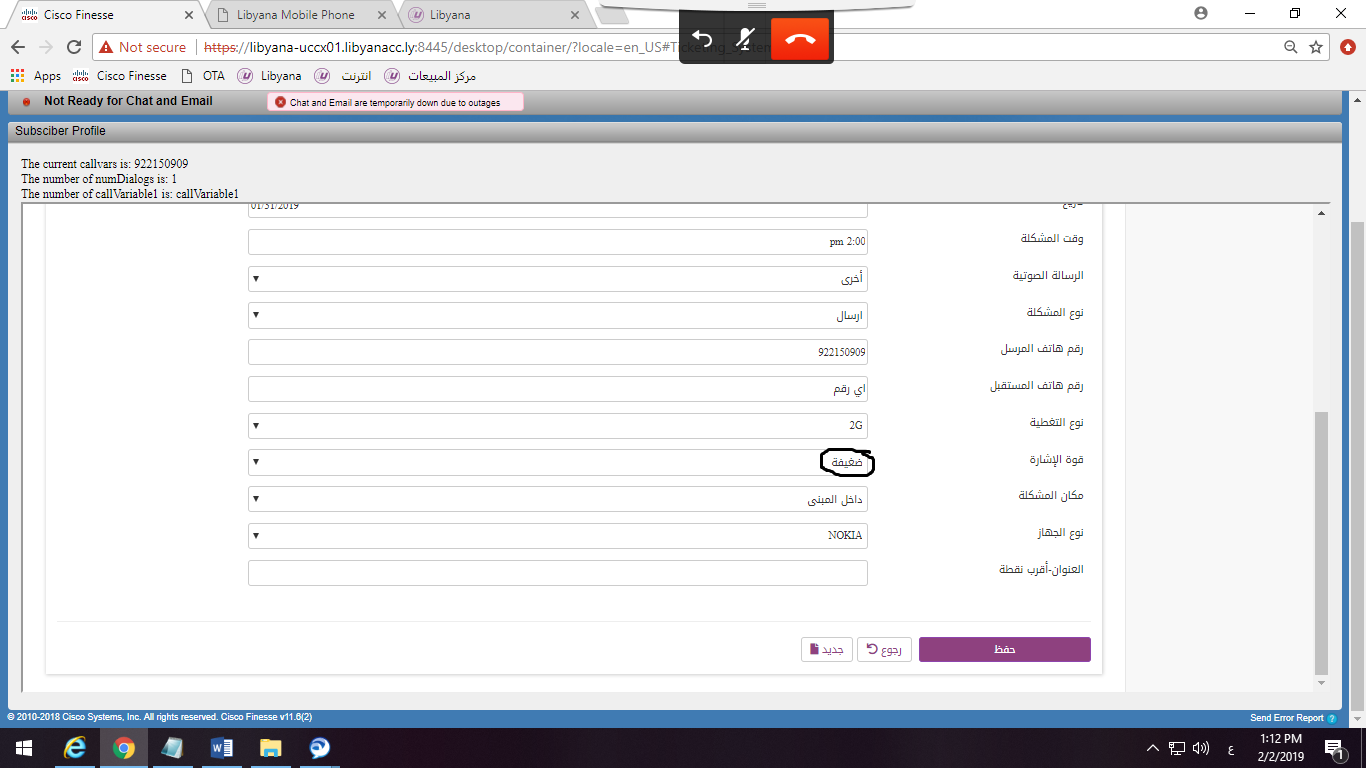 Cisco Finesse
Libyana Mobile Phone
Libyana
Not secure
https://libyana-uccx01.libyanacc.ly:8445/desktop/container/?locale=en_US#Ticke
Apps
Cisco Finesse
OTA
Libyana
انترنت
مركز المبيعات
Not Ready for Chat and Email
Chat and Email are temporarily down due to outages
Subsciber Profile
The current callvars is: 922150909
The number of numDialogs is: 1
The number of callVariable1 is: callVariable1
تاريخ
01/31/2019
وقت المشكلة
pm 2:00
الرسالة الصوتية
أخرى
نوع المشكلة
ارسال
رقم هاتف المرسل
922150909
رقم هاتف المستقبل
اي رقم
نوع التغطية
2G
قوة الإشارة
ضغيفة
مكان المشكلة
داخل المبنى
نوع الجهاز
NOKIA
العنوان-أقرب نقطة
حفظ
رجوع
جديد
© 2010-2018 Cisco Systems, Inc. All rights reserved. Cisco Finesse v11.6(2)
Send Error Report
ع
1:12 PM
2/2/2019
1